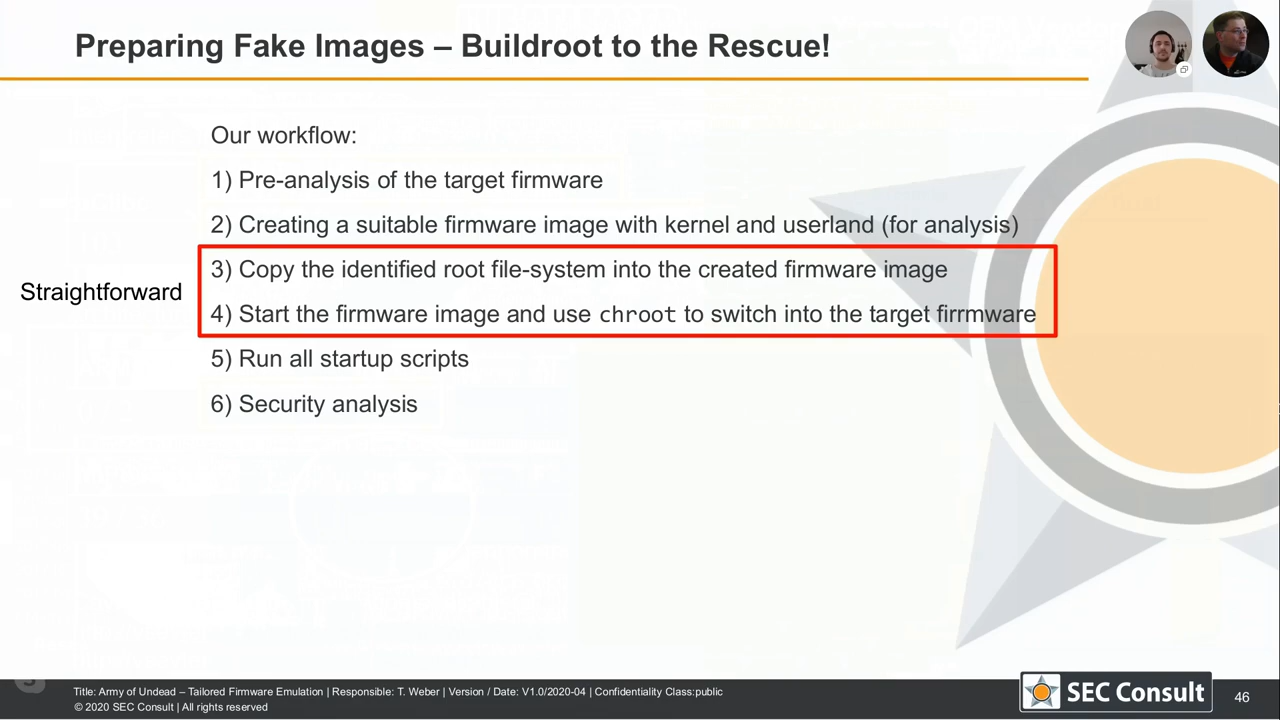 Preparing Fake Images – Buildroot to the Rescue!
Our workflow:
1) Pre-analysis of the target firmware
2) Creating a suitable firmware image with kernel and userland (for analysis)
3) Copy the identified root file-system into the created firmware image
Straightforward
4) Start the firmware image and use chroot to switch into the target firrmware
5) Run all startup scripts
6) Security analysis
Title: Army of Undead – Tailored Firmware Emulation | Responsible: T. Weber | Version / Date: V1.0/2020-04 | Confidentiality Class:public
© 2020 SEC Consult | All rights reserved
SEC Consult
46